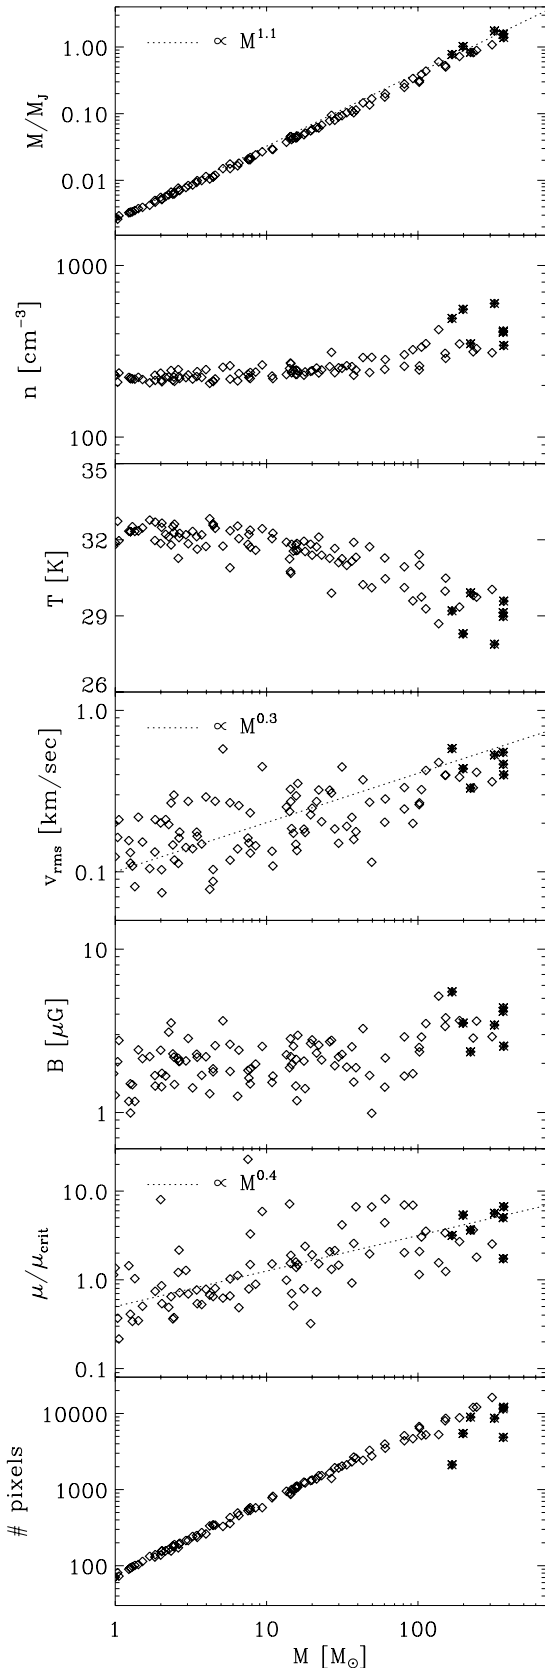 ∝ M^1.1
1.00
0.10
0.01
M/M_J
1000
100
n [cm^-3]
35
32
29
26
T [K]
∝ M^0.3
1.0
0.1
v_rms [km/sec]
10
1
B [μG]
∝ M^0.4
10.0
1.0
0.1
μ/μ_crit
10000
1000
100
# pixels
1 10 100
M [M_⊙]